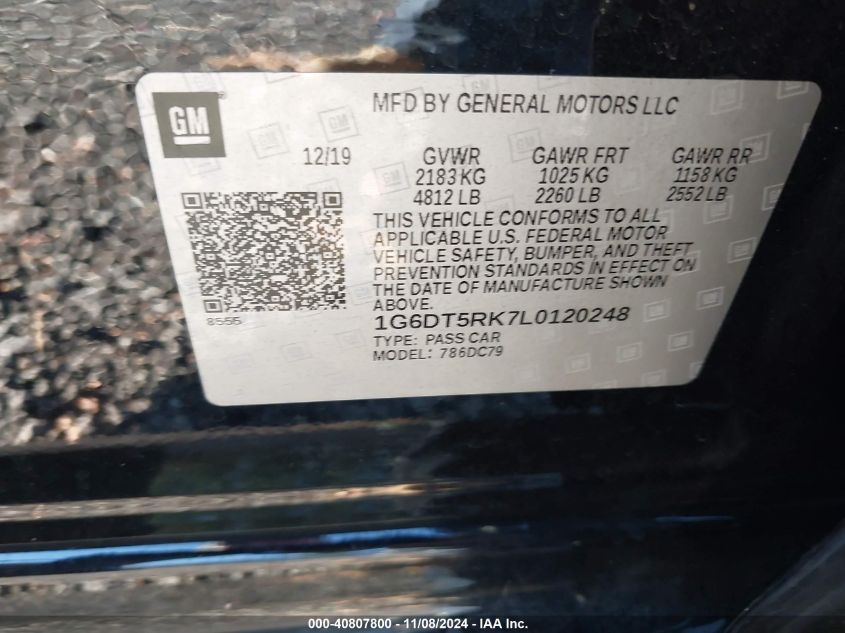 GM
MFD BY GENERAL MOTORS LLC
12/19 GVWR GAWR FRT GAWR RR
2183 KG 1025 KG 1158 KG
4812 LB 2260 LB 2552 LB
THIS VEHICLE CONFORMS TO ALL
APPLICABLE U.S. FEDERAL MOTOR
VEHICLE SAFETY, BUMPER, AND THEFT
PREVENTION STANDARDS IN EFFECT ON
THE DATE OF MANUFACTURE SHOWN
ABOVE.
8555
1G6DT5RK7L0120248
TYPE: PASS CAR
MODEL: 786DC79
000-40807800 - 11/08/2024 - IAA Inc.